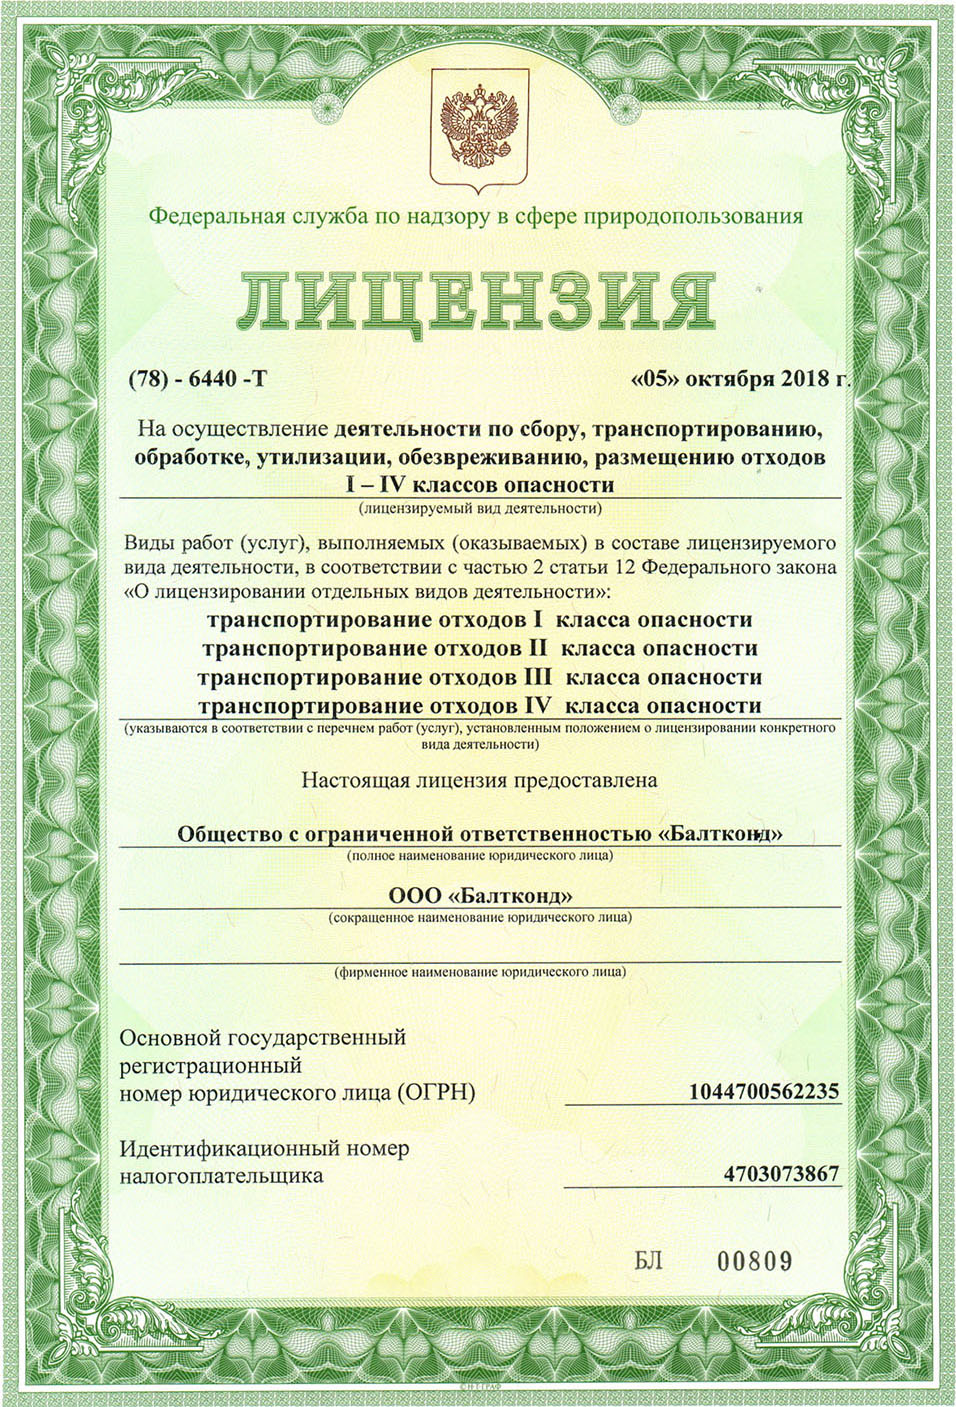 Федеральная служба по надзору в сфере природопользования
ЛИЦЕНЗИЯ
(78) - 6440 -Т «05» октября 2018 г.
На осуществление деятельности по сбору, транспортированию,
обработке, утилизации, обезвреживанию, размещению отходов
I – IV классов опасности
(лицензируемый вид деятельности)
Виды работ (услуг), выполняемых (оказываемых) в составе лицензируемого
вида деятельности, в соответствии с частью 2 статьи 12 Федерального закона
«О лицензировании отдельных видов деятельности»:
транспортирование отходов I класса опасности
транспортирование отходов II класса опасности
транспортирование отходов III класса опасности
транспортирование отходов IV класса опасности
(указываются в соответствии с перечнем работ (услуг), установленным положением о лицензировании конкретного
вида деятельности)
Настоящая лицензия предоставлена
Общество с ограниченной ответственностью «Балтконд»
(полное наименование юридического лица)
ООО «Балтконд»
(сокращенное наименование юридического лица)
(фирменное наименование юридического лица)
Основной государственный
регистрационный
номер юридического лица (ОГРН) 1044700562235
Идентификационный номер
налогоплательщика 4703073867
БЛ 00809